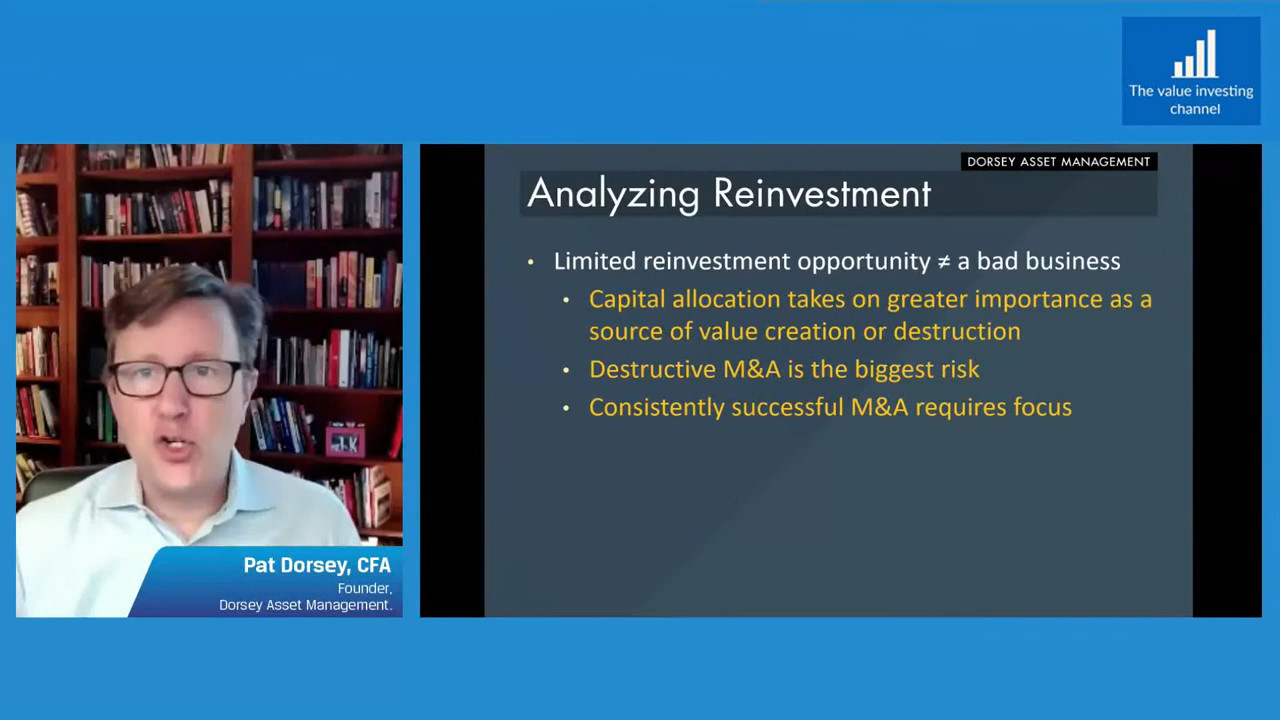 The value investing
channel
DORSEY ASSET MANAGEMENT
Analyzing Reinvestment
• Limited reinvestment opportunity ≠ a bad business
• Capital allocation takes on greater importance as a
source of value creation or destruction
• Destructive M&A is the biggest risk
• Consistently successful M&A requires focus
Pat Dorsey, CFA
Founder,
Dorsey Asset Management.